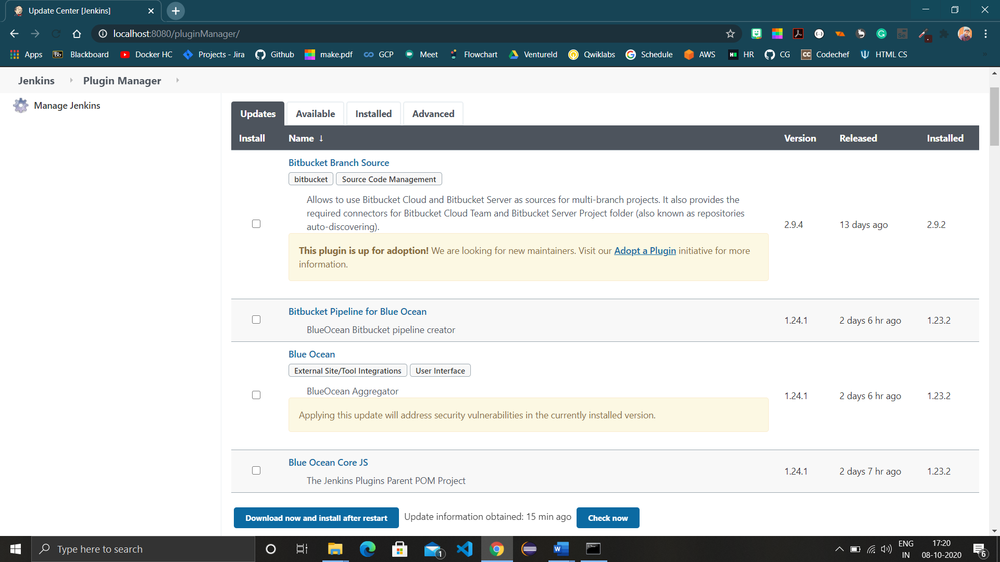 Update Center [Jenkins]
localhost:8080/pluginManager/
Apps Bb Blackboard Docker HC Projects - Jira Github make.pdf GCP Meet Flowchart Ventureld Qwiklabs Schedule AWS HR CG CC Codechef HTML CS
Jenkins Plugin Manager
Manage Jenkins
Updates Available Installed Advanced
Install Name ↓ Version Released Installed
Bitbucket Branch Source
bitbucket Source Code Management
Allows to use Bitbucket Cloud and Bitbucket Server as sources for multi-branch projects. It also provides the
required connectors for Bitbucket Cloud Team and Bitbucket Server Project folder (also known as repositories
auto-discovering).
2.9.4 13 days ago 2.9.2
This plugin is up for adoption! We are looking for new maintainers. Visit our Adopt a Plugin initiative for more
information.
Bitbucket Pipeline for Blue Ocean
BlueOcean Bitbucket pipeline creator
1.24.1 2 days 6 hr ago 1.23.2
Blue Ocean
External Site/Tool Integrations User Interface
BlueOcean Aggregator
1.24.1 2 days 6 hr ago 1.23.2
Applying this update will address security vulnerabilities in the currently installed version.
Blue Ocean Core JS
The Jenkins Plugins Parent POM Project
1.24.1 2 days 7 hr ago 1.23.2
Download now and install after restart Update information obtained: 15 min ago Check now
Type here to search
1
ENG
IN
17:20
08-10-2020
6